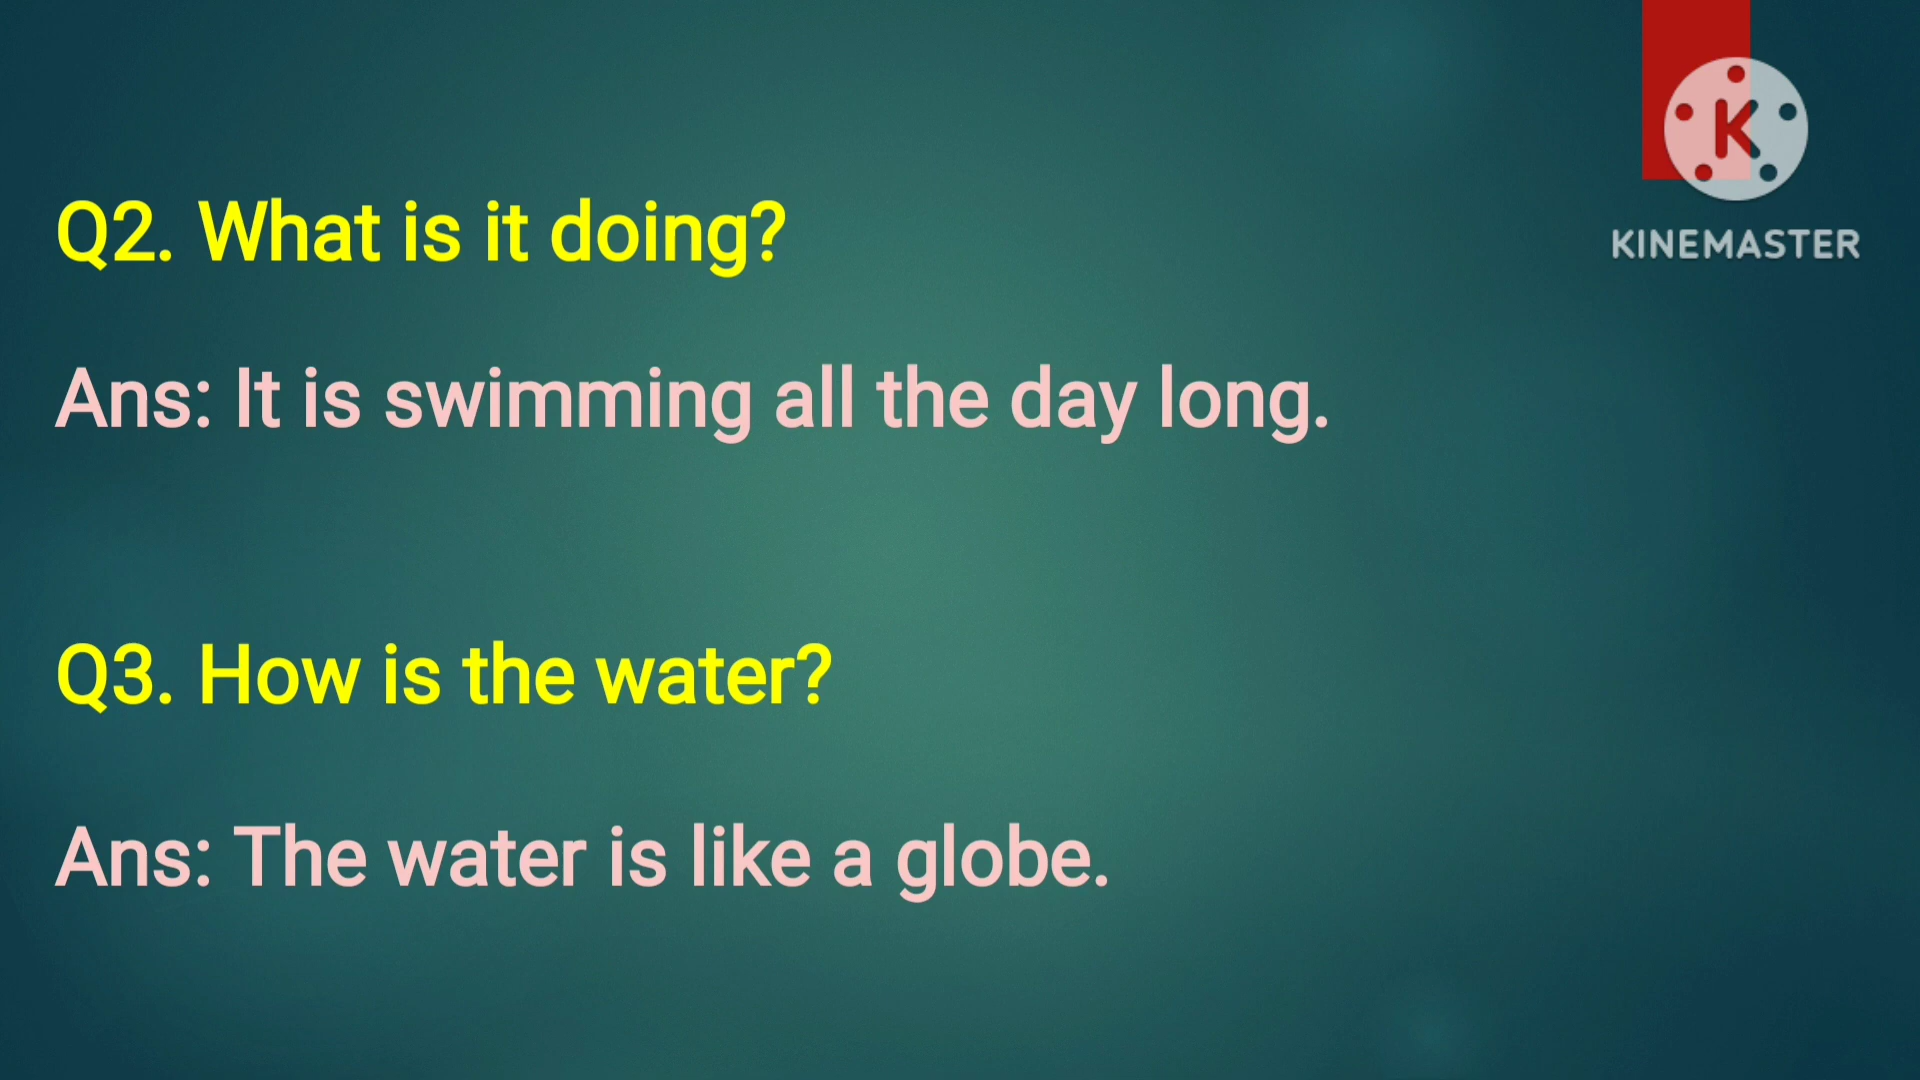 K
KINEMASTER
Q2. What is it doing?
Ans: It is swimming all the day long.
Q3. How is the water?
Ans: The water is like a globe.